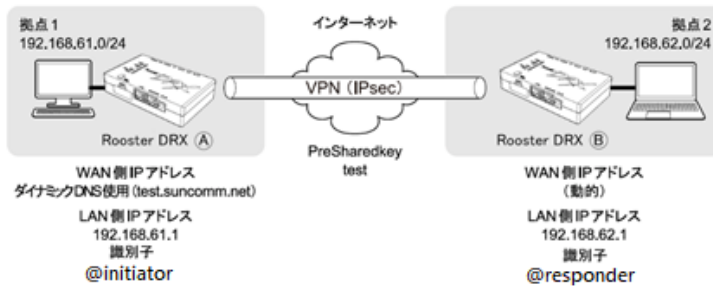 拠点1
192.168.61.0/24
Rooster DRX Ⓐ
WAN側IPアドレス
ダイナミックDNS使用(test.suncomm.net)
LAN側IPアドレス
192.168.61.1
識別子
@initiator
インターネット
VPN (IPsec)
PreSharedkey
test
拠点2
192.168.62.0/24
Rooster DRX Ⓑ
WAN側IPアドレス
(動的)
LAN側IPアドレス
192.168.62.1
識別子
@responder